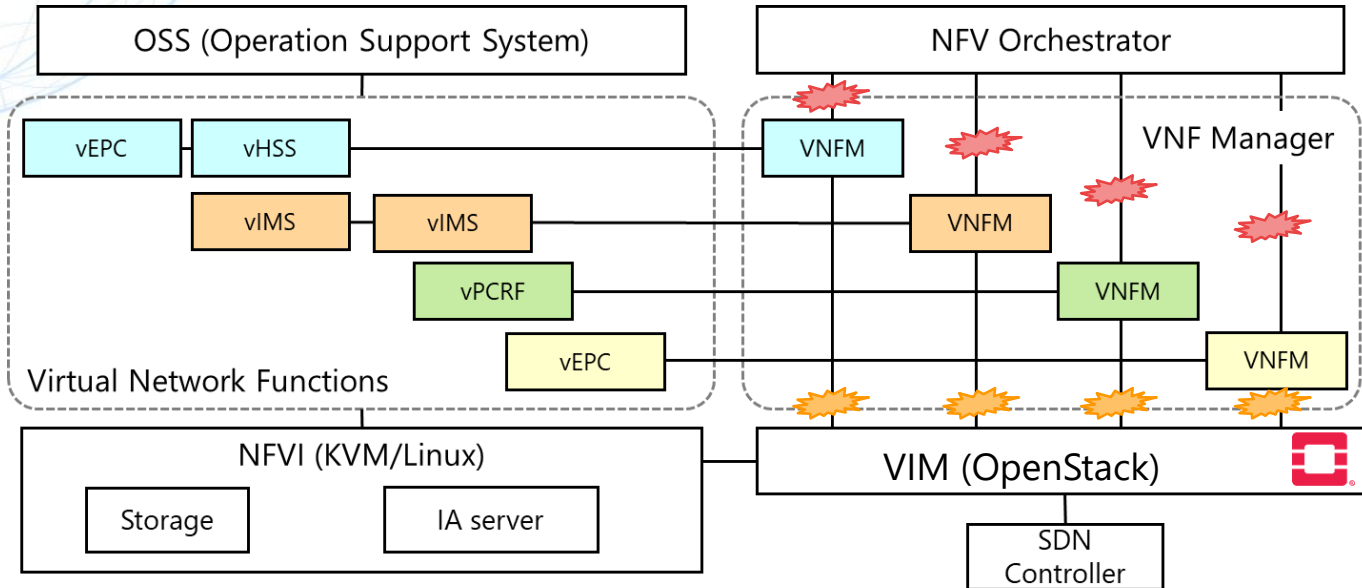 OSS (Operation Support System)
NFV Orchestrator
VNF Manager
vEPC
vHSS
VNFM
vIMS
vIMS
VNFM
vPCRF
VNFM
vEPC
VNFM
Virtual Network Functions
NFVI (KVM/Linux)
Storage
IA server
VIM (OpenStack)
SDN
Controller